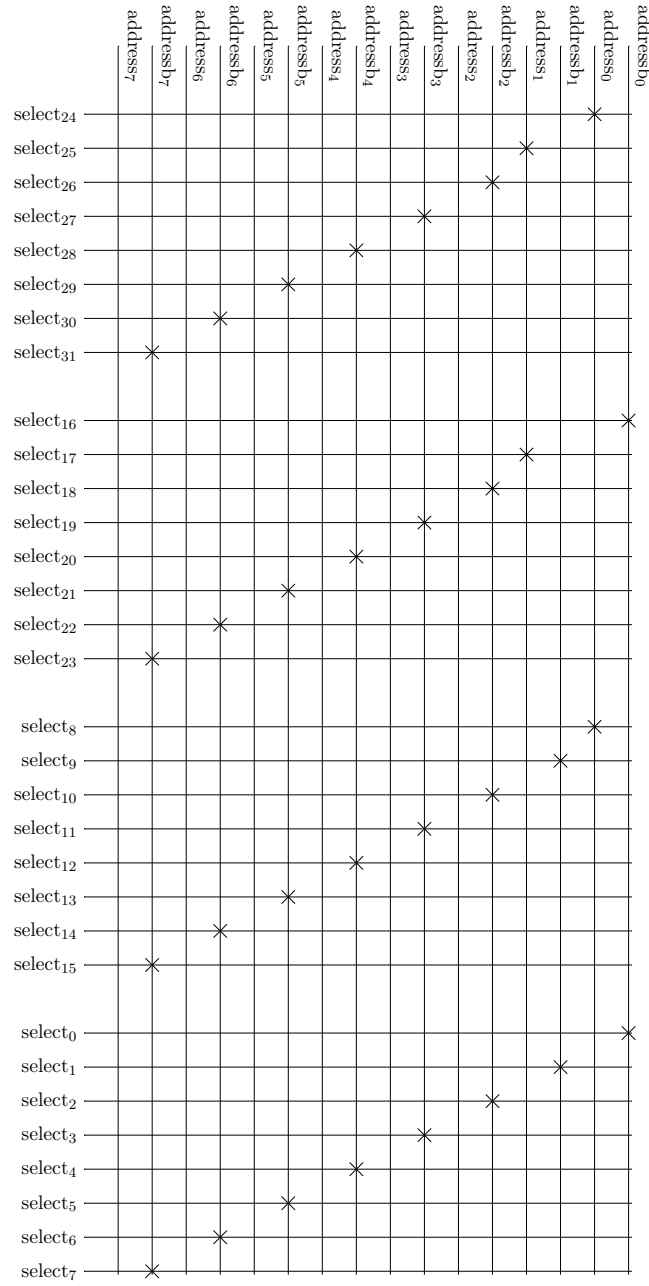 address₇
addressb₇
address₆
addressb₆
address₅
addressb₅
address₄
addressb₄
address₃
addressb₃
address₂
addressb₂
address₁
addressb₁
address₀
addressb₀
select₂₄
select₂₅
select₂₆
select₂₇
select₂₈
select₂₉
select₃₀
select₃₁
select₁₆
select₁₇
select₁₈
select₁₉
select₂₀
select₂₁
select₂₂
select₂₃
select₈
select₉
select₁₀
select₁₁
select₁₂
select₁₃
select₁₄
select₁₅
select₀
select₁
select₂
select₃
select₄
select₅
select₆
select₇